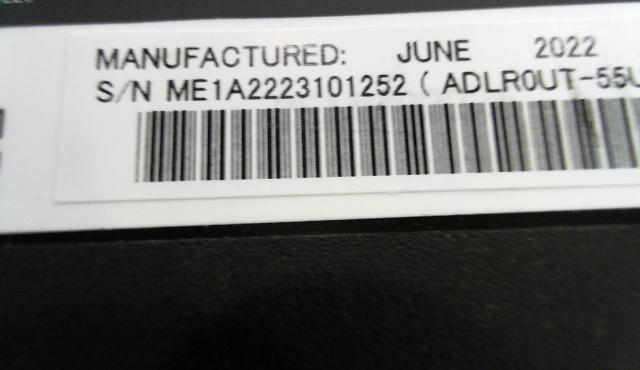 MANUFACTURED: JUNE 2022
S/N ME1A2223101252 ( ADLR0UT-55U